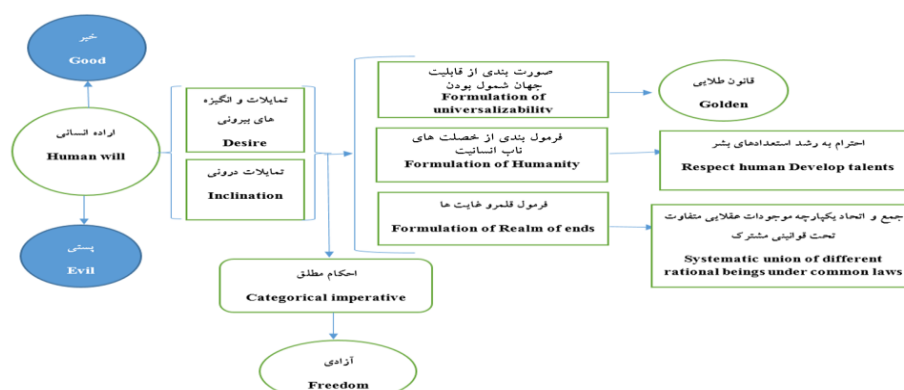 خیر
Good
اراده انسانی
Human will
پستی
Evil
تمایلات و انگیزه
های بیرونی
Desire
تمایلات درونی
Inclination
صورت بندی از قابلیت
جهان شمول بودن
Formulation of
universalizability
قانون طلایی
Golden
فرمول بندی از خصلت های
ناب انسانیت
Formulation of Humanity
احترام به رشد استعدادهای بشر
Respect human Develop talents
فرمول قلمرو غایت ها
Formulation of Realm of ends
جمع و اتحاد یکپارچه موجودات عقلایی متفاوت
تحت قوانینی مشترک
Systematic union of different
rational beings under common laws
احکام مطلق
Categorical imperative
آزادی
Freedom